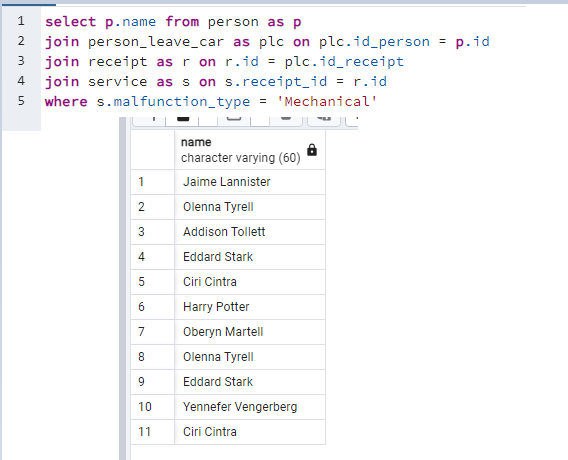 1 select p.name from person as p
2 join person_leave_car as plc on plc.id_person = p.id
3 join receipt as r on r.id = plc.id_receipt
4 join service as s on s.receipt_id = r.id
5 where s.malfunction_type = 'Mechanical'
name
character varying (60)
1 Jaime Lannister
2 Olenna Tyrell
3 Addison Tollett
4 Eddard Stark
5 Ciri Cintra
6 Harry Potter
7 Oberyn Martell
8 Olenna Tyrell
9 Eddard Stark
10 Yennefer Vengerberg
11 Ciri Cintra